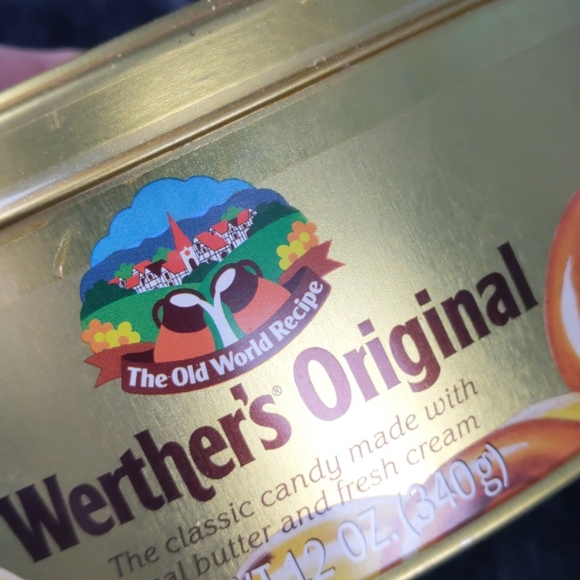 The Old World Recipe
Werther's® Original
The classic candy made with
butter and fresh cream
12 OZ. (340g)